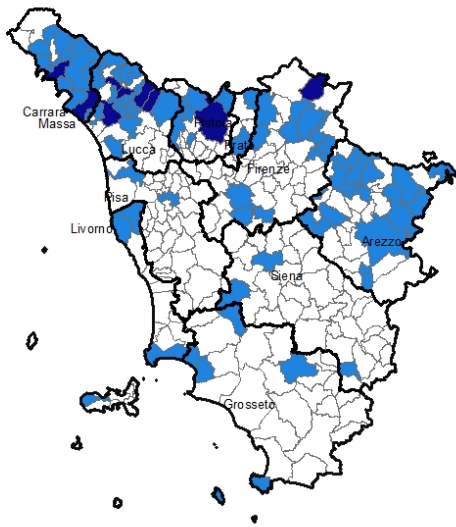 Carrara
Massa
Lucca
Pistoia
Prato
Firenze
Pisa
Livorno
Arezzo
Siena
Grosseto